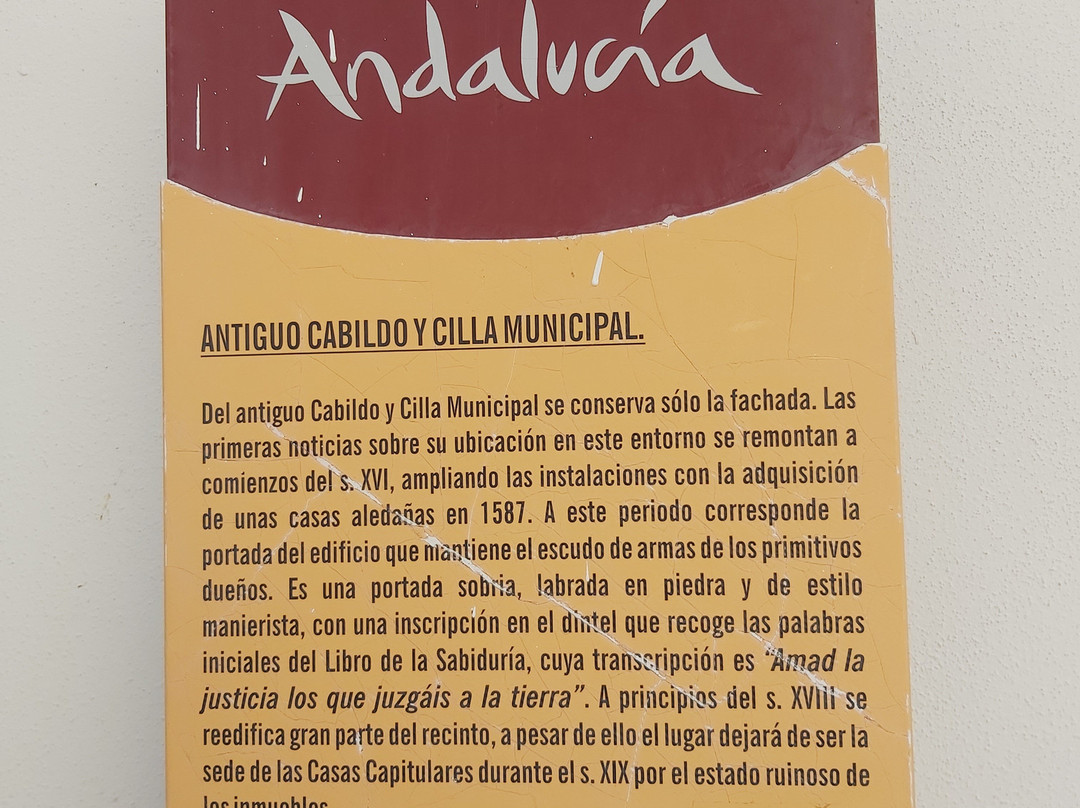 Andalucía
ANTIGUO CABILDO Y CILLA MUNICIPAL.
Del antiguo Cabildo y Cilla Municipal se conserva sólo la fachada. Las
primeras noticias sobre su ubicación en este entorno se remontan a
comienzos del s. XVI, ampliando las instalaciones con la adquisición
de unas casas aledañas en 1587. A este periodo corresponde la
portada del edificio que mantiene el escudo de armas de los primitivos
dueños. Es una portada sobria, labrada en piedra y de estilo
manierista, con una inscripción en el dintel que recoge las palabras
iniciales del Libro de la Sabiduría, cuya transcripción es “Amad la
justicia los que juzgáis a la tierra”. A principios del s. XVIII se
reedifica gran parte del recinto, a pesar de ello el lugar dejará de ser la
sede de las Casas Capitulares durante el s. XIX por el estado ruinoso de
los inmuebles.